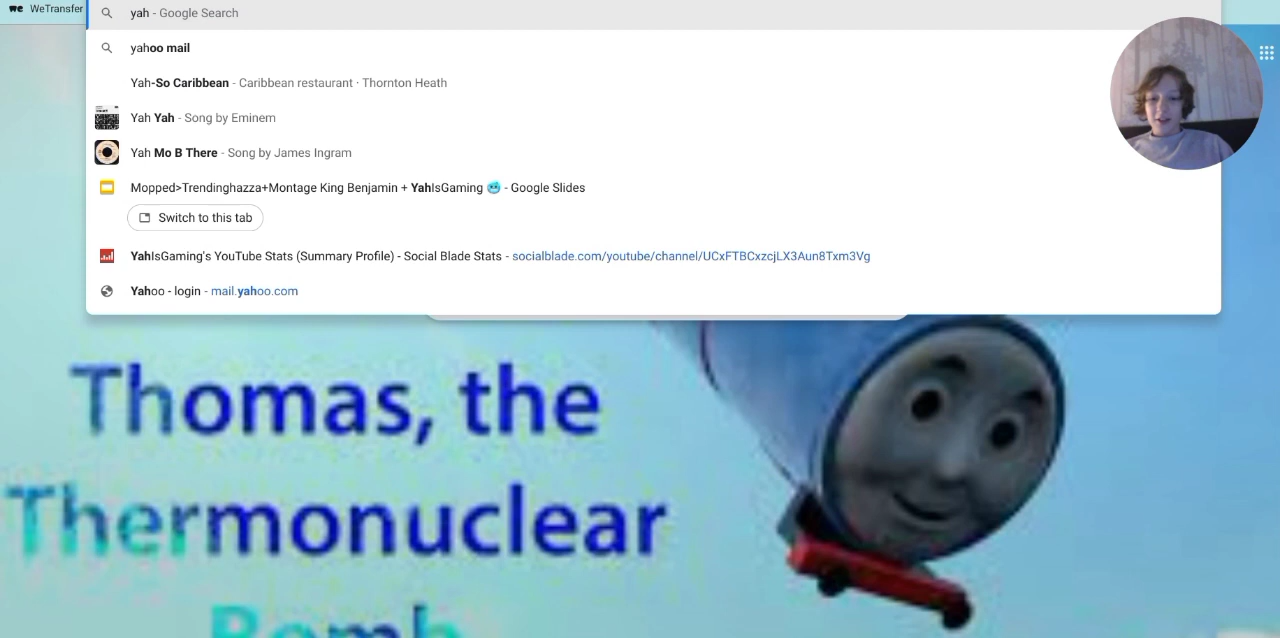 WeTransfer
yah - Google Search
yahoo mail
Yah-So Caribbean - Caribbean restaurant · Thornton Heath
Yah Yah - Song by Eminem
Yah Mo B There - Song by James Ingram
Mopped>Trendinghazza+Montage King Benjamin + YahIsGaming 🥶 - Google Slides
Switch to this tab
YahIsGaming's YouTube Stats (Summary Profile) - Social Blade Stats - socialblade.com/youtube/channel/UCxFTBCxzcjLX3Aun8Txm3Vg
Yahoo - login - mail.yahoo.com
Thomas, the
Thermonuclear
Bomb